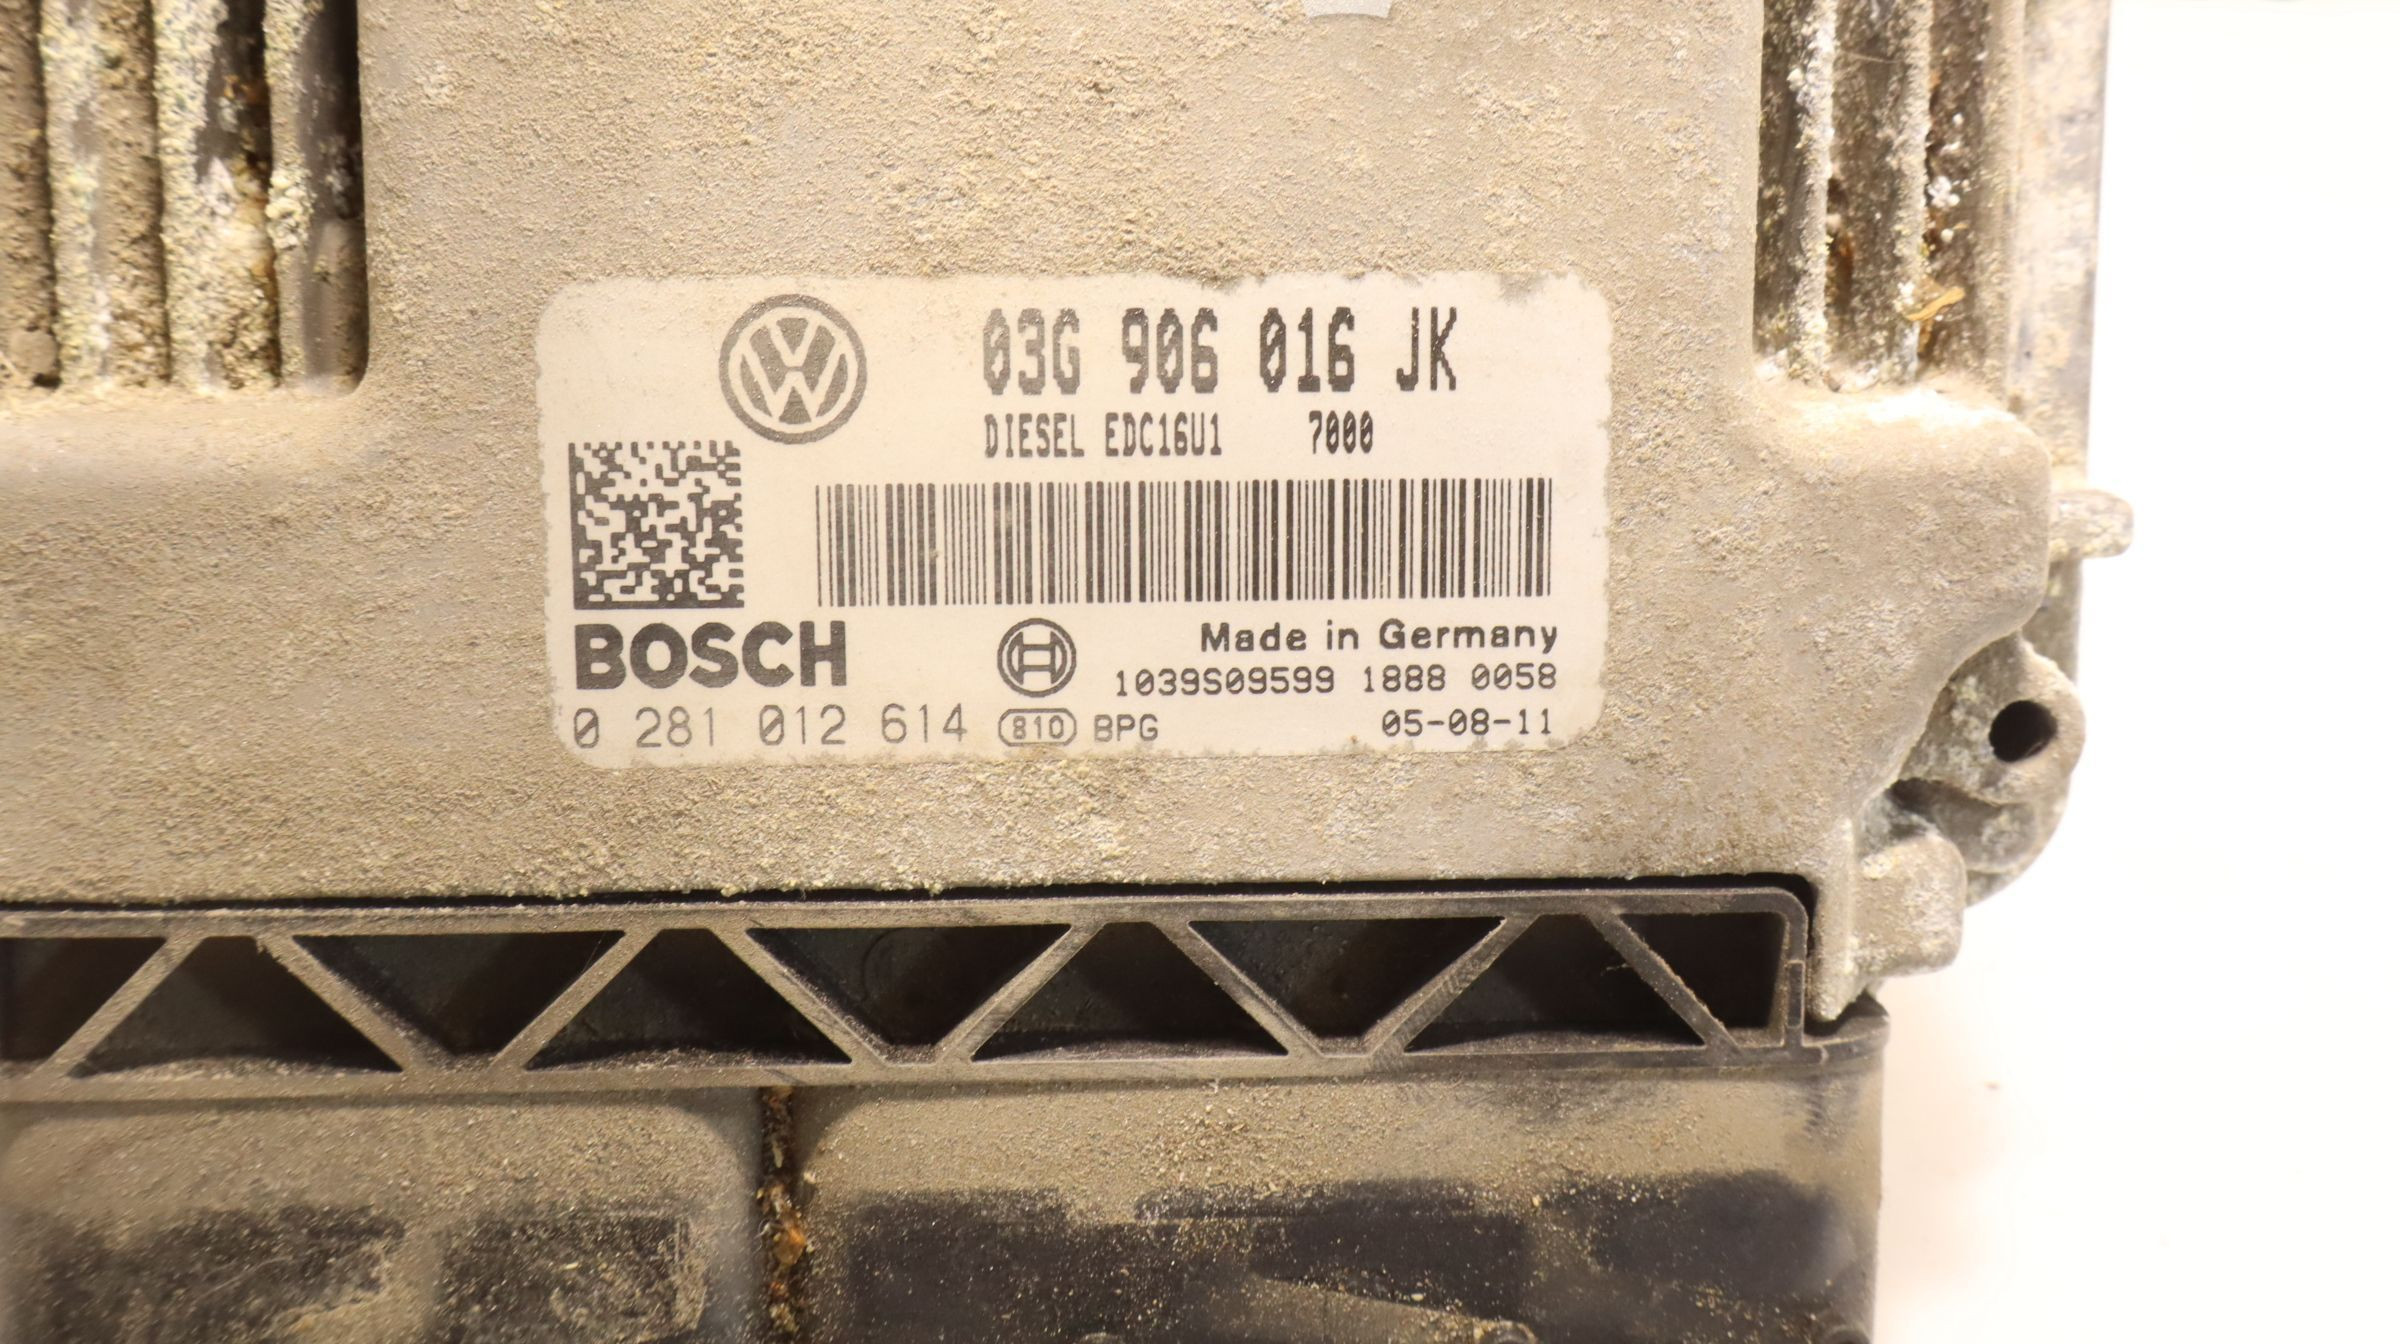 03G 906 016 JK
DIESEL EDC16U1 7000
BOSCH
Made in Germany
1039S09599 1888 0058
0 281 012 614 810 BPG 05-08-11